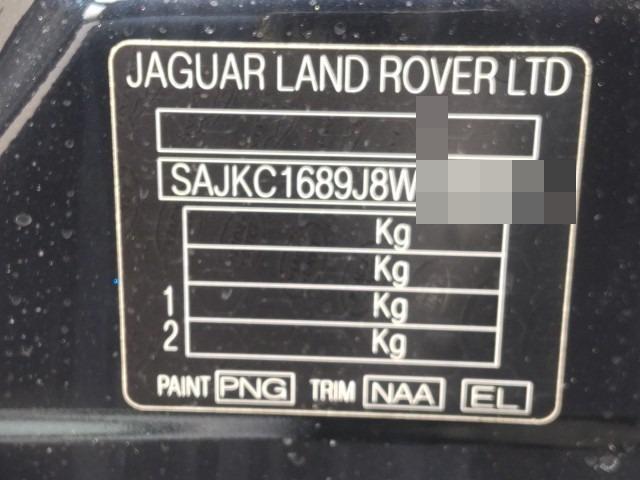 JAGUAR LAND ROVER LTD
SAJKC1689J8W
Kg
Kg
1 Kg
2 Kg
PAINT PNG TRIM NAA EL